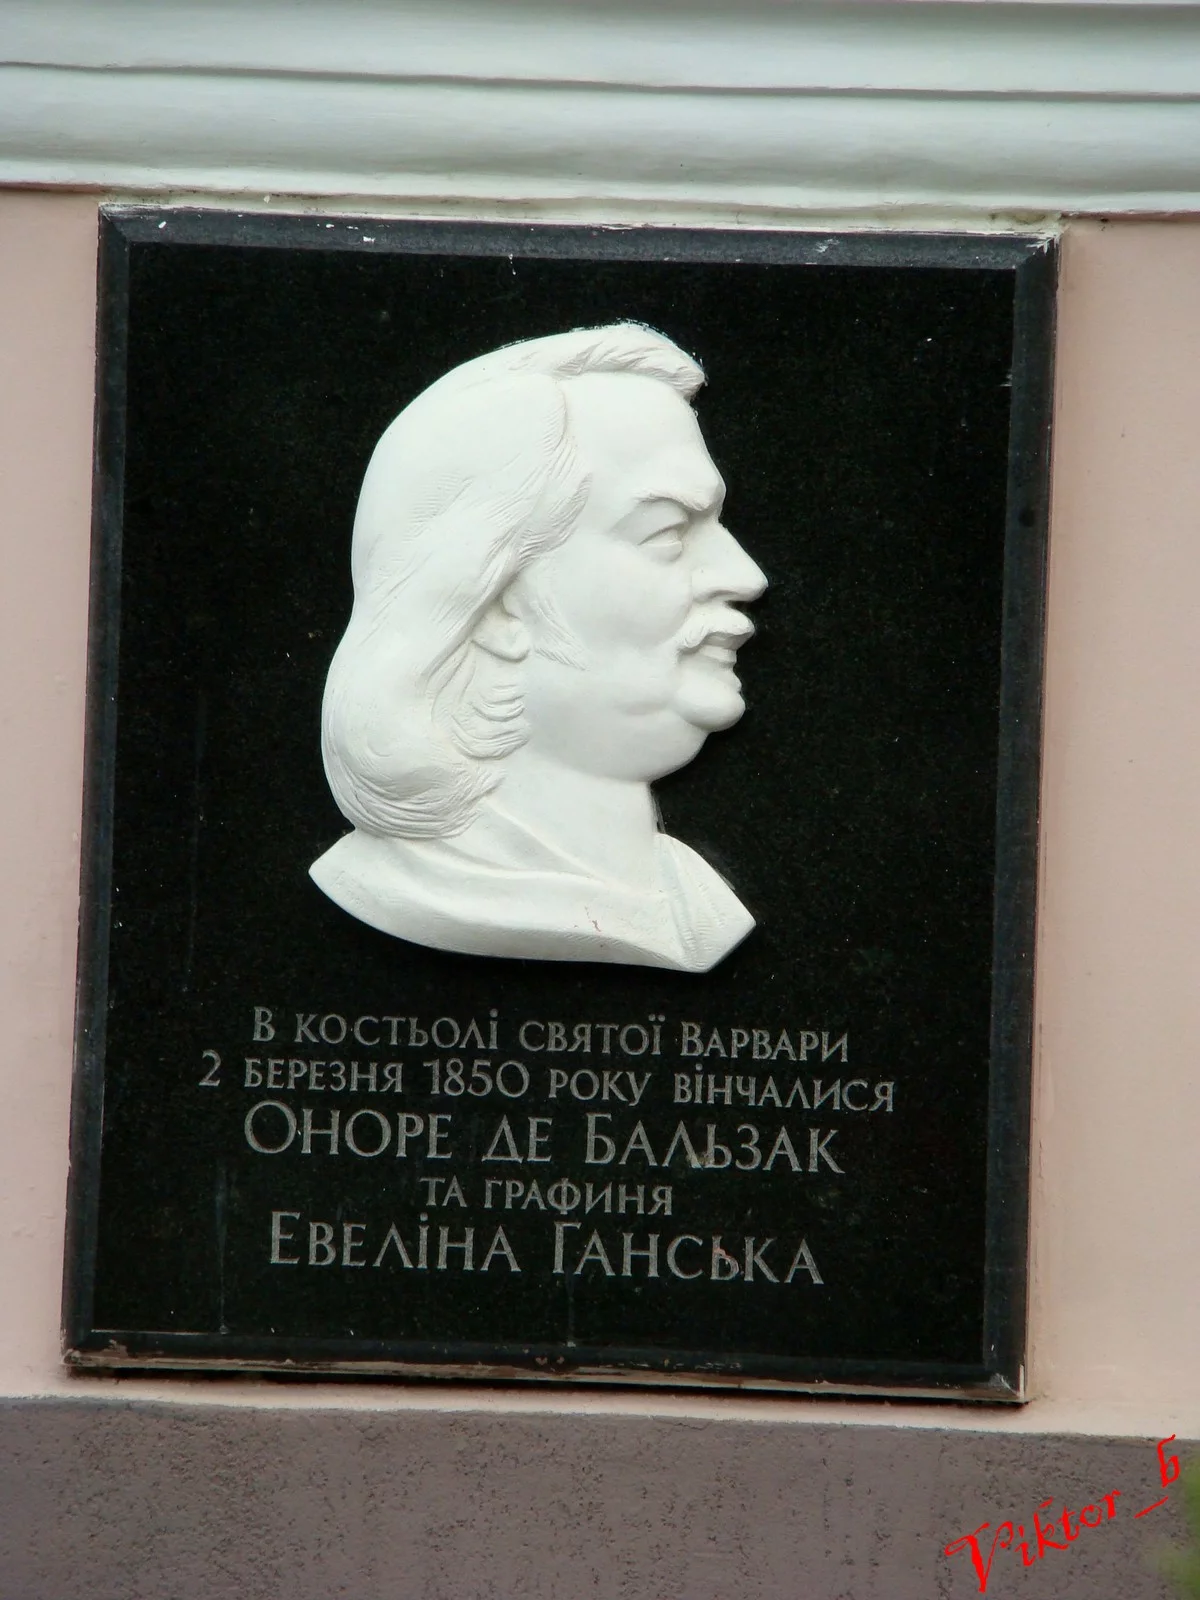 В костьолі святої Варвари
2 березня 1850 року вінчалися
Оноре де Бальзак
та графиня
Евеліна Ганська
Viktor_б